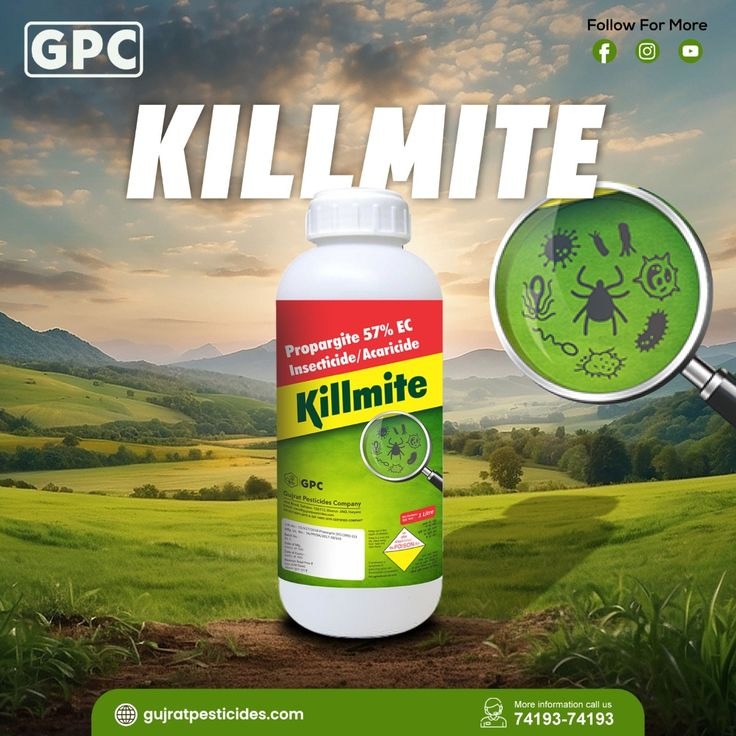 GPC
Follow For More
KILLMITE
Propargite 57% EC
Insecticide/Acaricide
Killmite
GPC
Gujrat Pesticides Company
1 Litre
POISON
gujratpesticides.com
More information call us
74193-74193